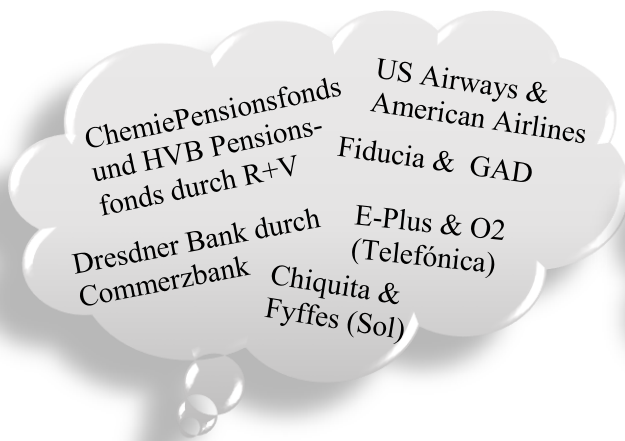 ChemiePensionsfonds
und HVB Pensions-
fonds durch R+V
US Airways &
American Airlines
Fiducia & GAD
Dresdner Bank durch
Commerzbank
E-Plus & O2
(Telefónica)
Chiquita &
Fyffes (Sol)